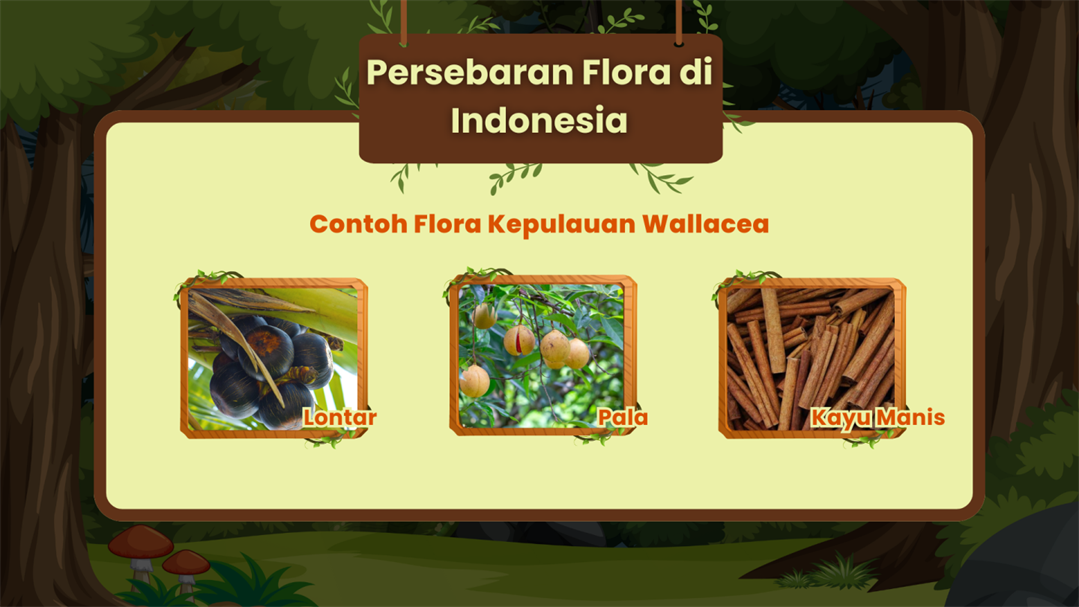 Persebaran Flora di
Indonesia
Contoh Flora Kepulauan Wallacea
Lontar
Pala
Kayu Manis